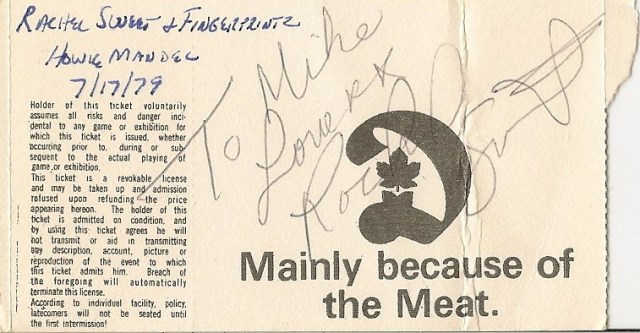 RACHEL SWEET & FINGERPRINTZ
HOWIE MANDEL
7/17/79
To Mike
Love xx
Rachel Sweet
Holder of this ticket voluntarily
assumes all risks and danger inci-
dental to any game or exhibition for
which this ticket is issued, whether
occurring prior to, during or sub
sequent to the actual playing of
game or exhibition.
This ticket is a revokable license
and may be taken up and admission
refused upon refunding the price
appearing hereon. The holder of this
ticket is admitted on condition, and
by using this ticket agrees he will
not transmit or aid in transmitting
any description, account, picture or
reproduction of the event to which
this ticket admits him. Breach of
the foregoing will automatically
terminate this license.
According to individual facility, policy,
latecomers will not be seated until
the first intermission!
Mainly because of
the Meat.